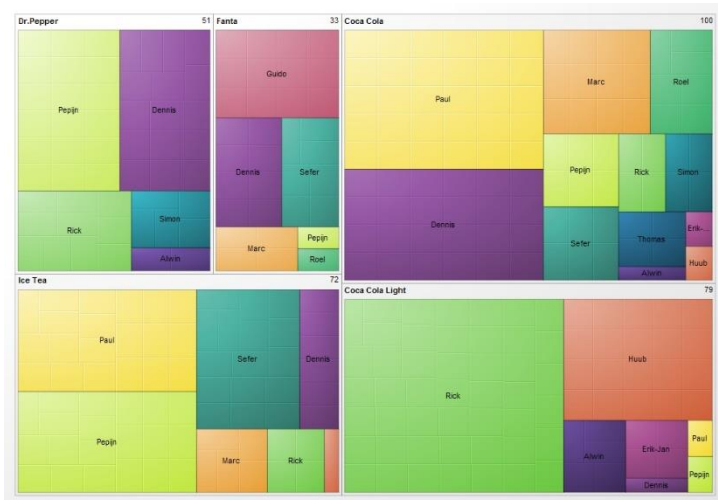 Dr.Pepper 51
Pepijn
Dennis
Rick
Simon
Alwin
Fanta 33
Guido
Dennis
Sefer
Marc
Pepijn
Roel
Coca Cola 100
Paul
Marc
Roel
Dennis
Pepijn
Rick
Simon
Sefer
Thomas
Erik-...
Alwin
Huub
Ice Tea 72
Paul
Sefer
Dennis
Pepijn
Marc
Rick
Coca Cola Light 79
Rick
Huub
Alwin
Erik-Jan
Paul
Dennis
Pepijn